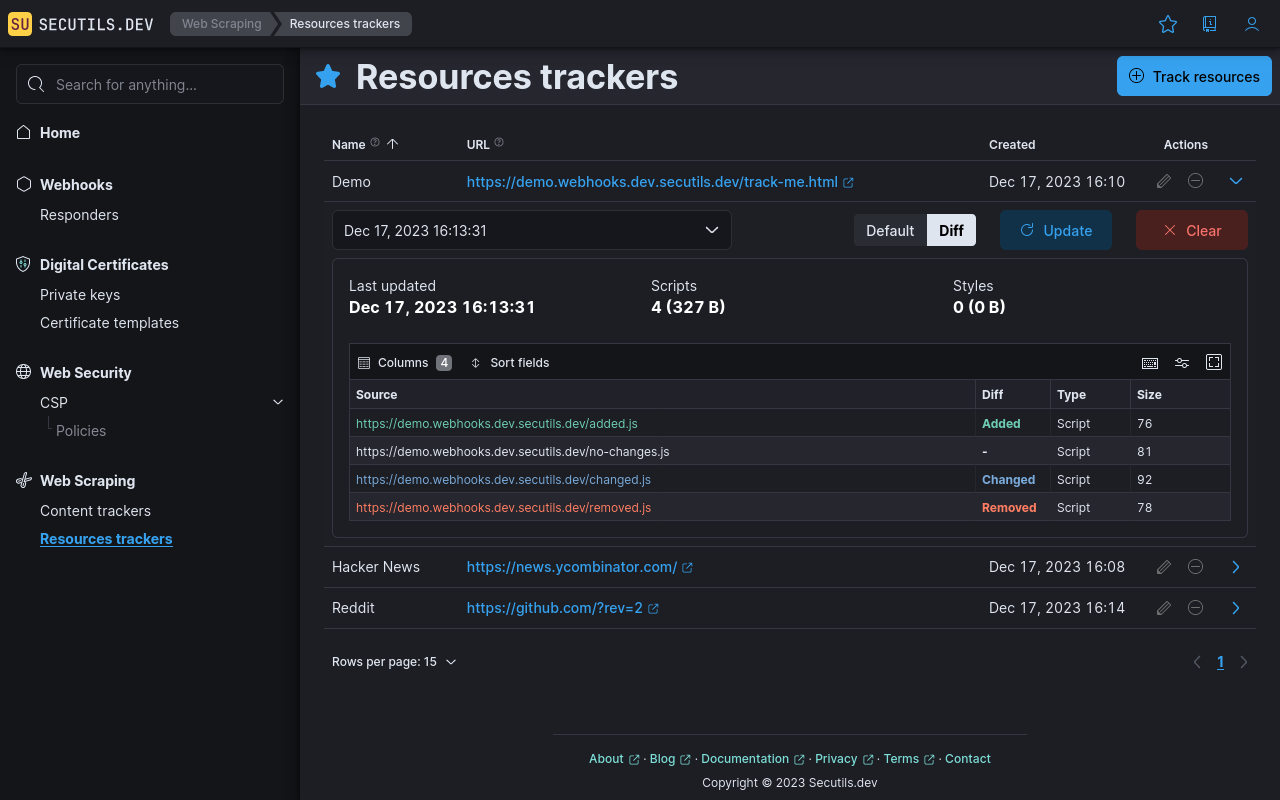 SU SECUTILS.DEV Web Scraping Resources trackers
Search for anything...
Home
Webhooks
Responders
Digital Certificates
Private keys
Certificate templates
Web Security
CSP
Policies
Web Scraping
Content trackers
Resources trackers
Resources trackers Track resources
Name URL Created Actions
Demo https://demo.webhooks.dev.secutils.dev/track-me.html Dec 17, 2023 16:10
Dec 17, 2023 16:13:31 Default Diff Update Clear
Last updated Scripts Styles
Dec 17, 2023 16:13:31 4 (327 B) 0 (0 B)
Columns 4 Sort fields
Source Diff Type Size
https://demo.webhooks.dev.secutils.dev/added.js Added Script 76
https://demo.webhooks.dev.secutils.dev/no-changes.js - Script 81
https://demo.webhooks.dev.secutils.dev/changed.js Changed Script 92
https://demo.webhooks.dev.secutils.dev/removed.js Removed Script 78
Hacker News https://news.ycombinator.com/ Dec 17, 2023 16:08
Reddit https://github.com/?rev=2 Dec 17, 2023 16:14
Rows per page: 15 1
About · Blog · Documentation · Privacy · Terms · Contact
Copyright © 2023 Secutils.dev